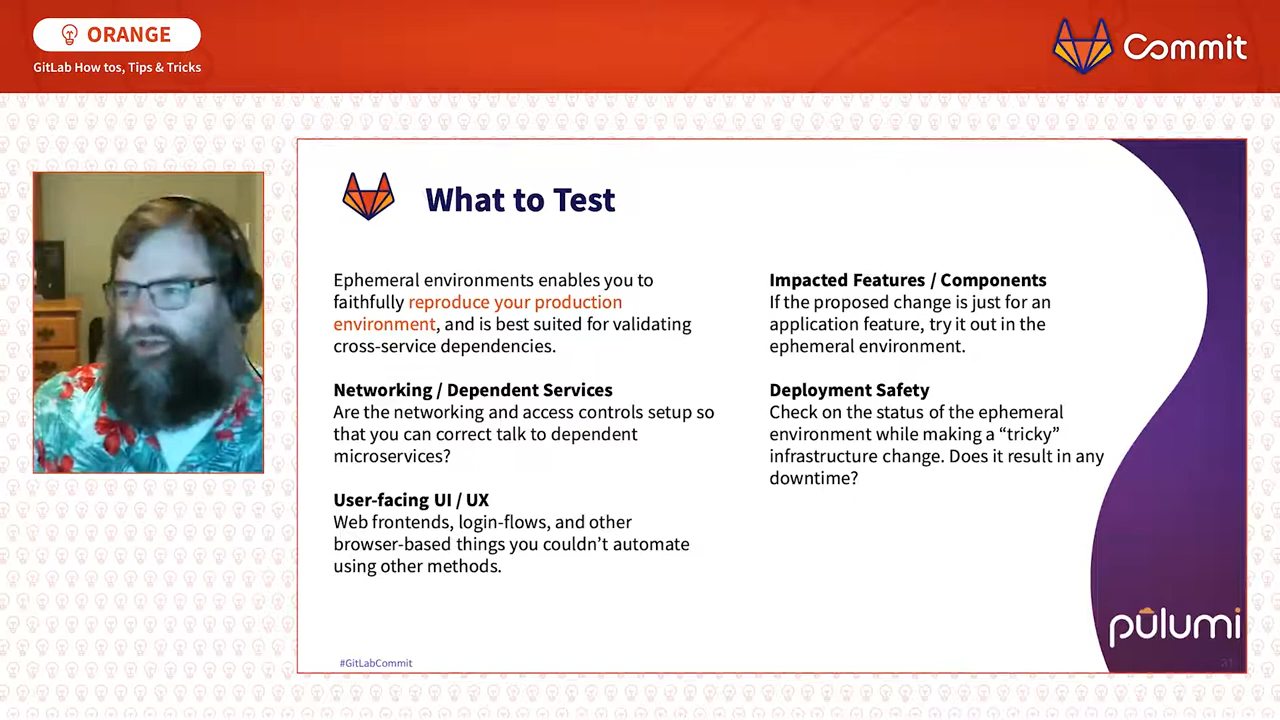 ORANGE
GitLab How tos, Tips & Tricks
Commit
What to Test
Ephemeral environments enables you to
faithfully reproduce your production
environment, and is best suited for validating
cross-service dependencies.
Networking / Dependent Services
Are the networking and access controls setup so
that you can correct talk to dependent
microservices?
User-facing UI / UX
Web frontends, login-flows, and other
browser-based things you couldn't automate
using other methods.
Impacted Features / Components
If the proposed change is just for an
application feature, try it out in the
ephemeral environment.
Deployment Safety
Check on the status of the ephemeral
environment while making a “tricky”
infrastructure change. Does it result in any
downtime?
pulumi
#GitLabCommit
31